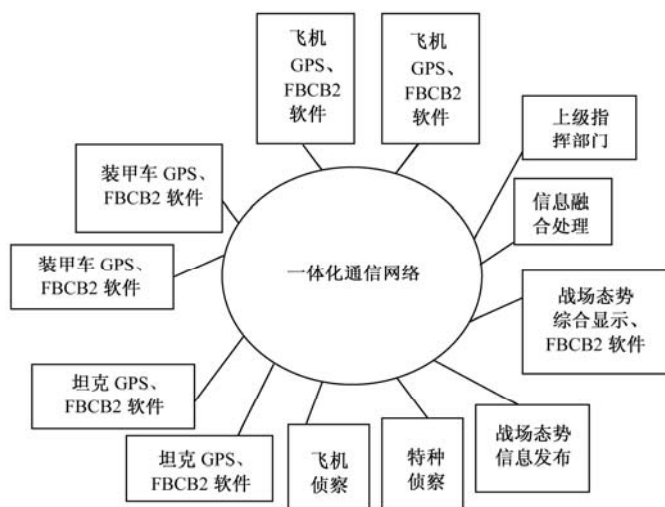 飞机
GPS、
FBCB2
软件
飞机
GPS、
FBCB2
软件
上级指
挥部门
装甲车 GPS、
FBCB2 软件
信息融
合处理
装甲车 GPS、
FBCB2 软件
一体化通信网络
战场态势
综合显示、
FBCB2 软件
坦克 GPS、
FBCB2 软件
坦克 GPS、
FBCB2 软件
飞机
侦察
特种
侦察
战场态势
信息发布